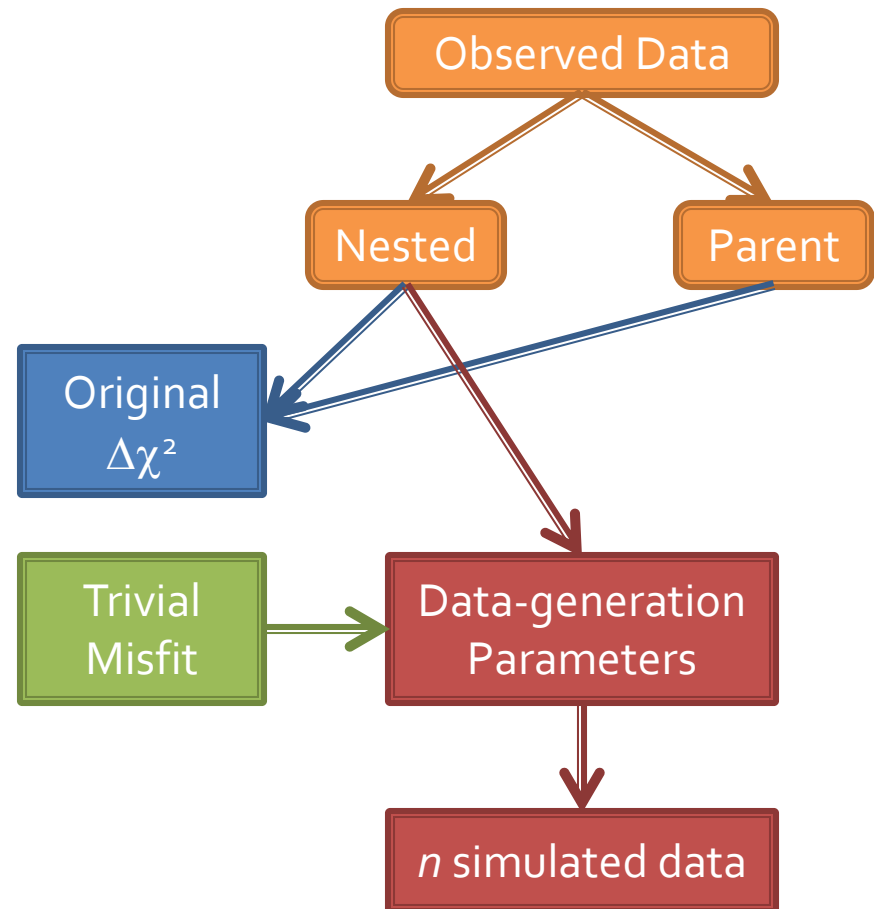 Observed Data
Nested
Parent
Original
Δχ²
Trivial
Misfit
Data-generation
Parameters
n simulated data